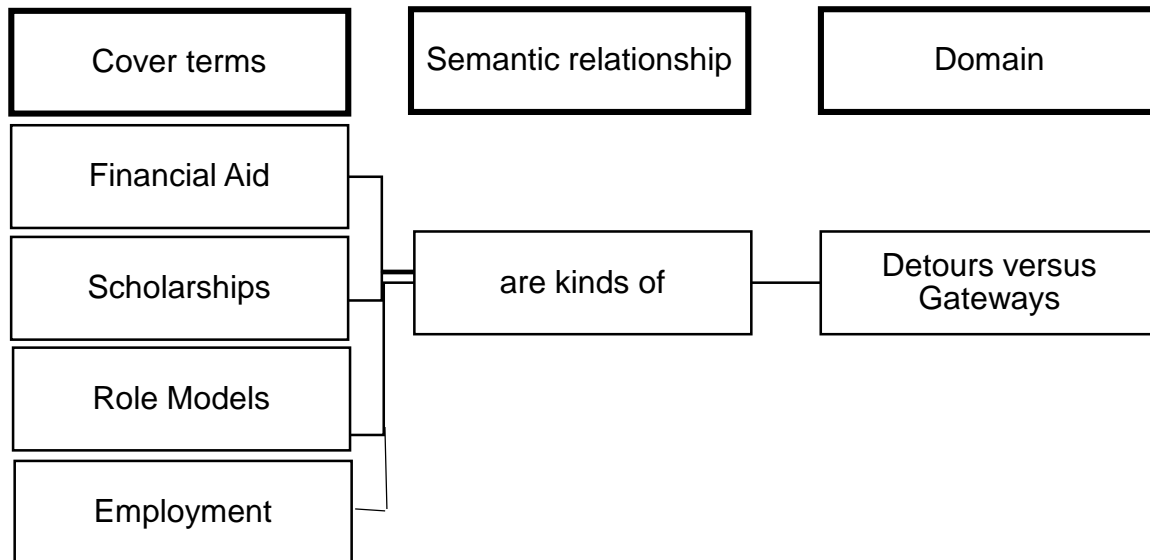 Cover terms
Semantic relationship
Domain
Financial Aid
Scholarships
Role Models
Employment
are kinds of
Detours versus
Gateways